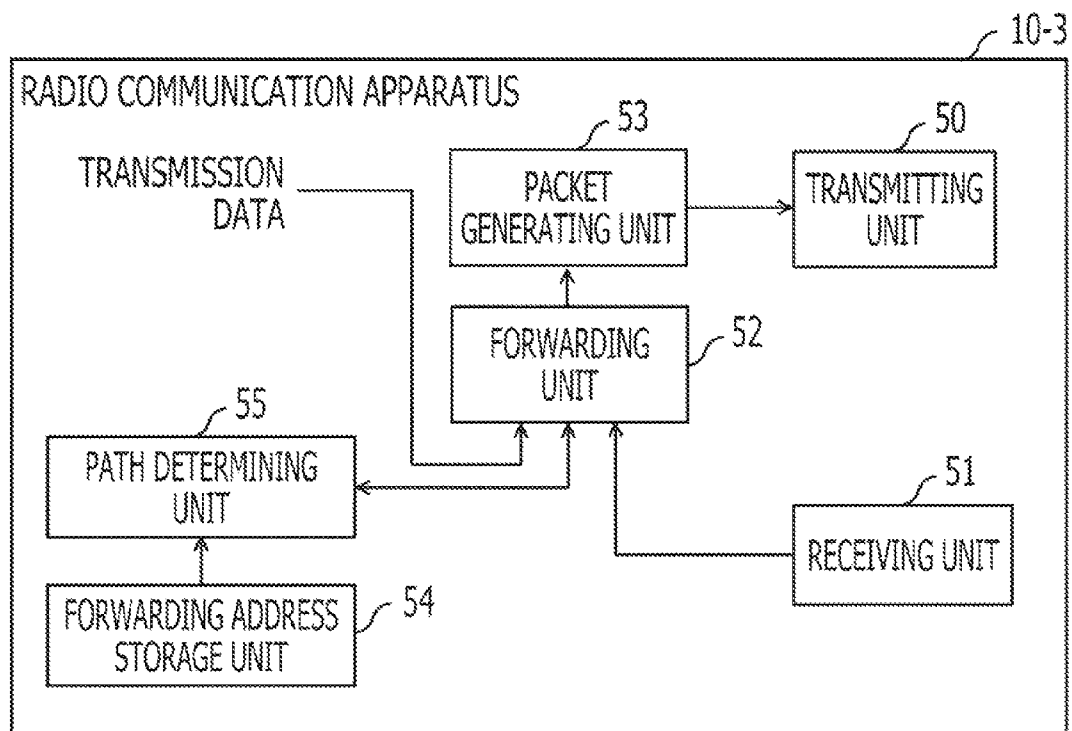 10-3
RADIO COMMUNICATION APPARATUS
53
50
TRANSMISSION
DATA
PACKET
GENERATING UNIT
TRANSMITTING
UNIT
52
FORWARDING
UNIT
55
PATH DETERMINING
UNIT
51
RECEIVING UNIT
54
FORWARDING ADDRESS
STORAGE UNIT